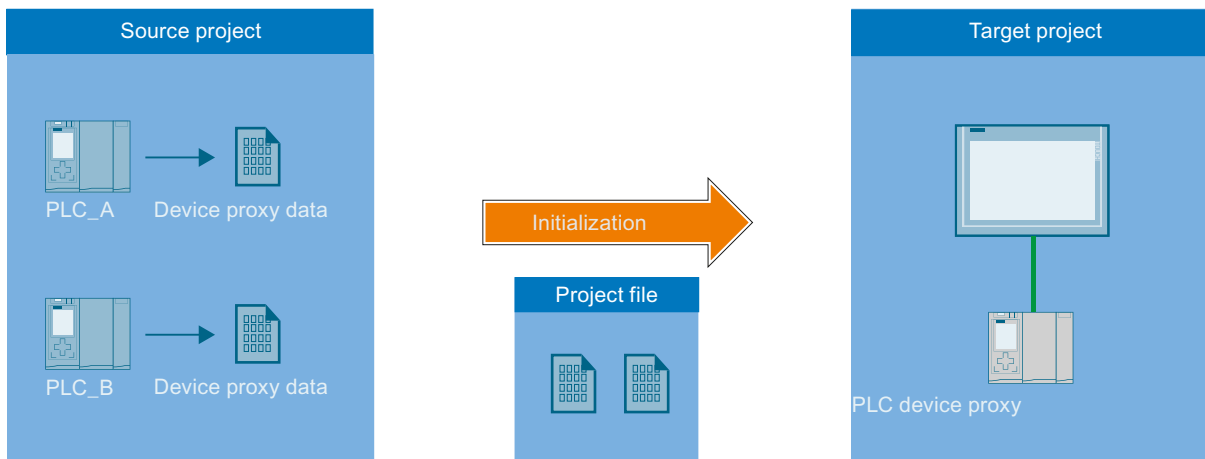 Source project
PLC_A
Device proxy data
PLC_B
Device proxy data
Initialization
Project file
Target project
PLC device proxy